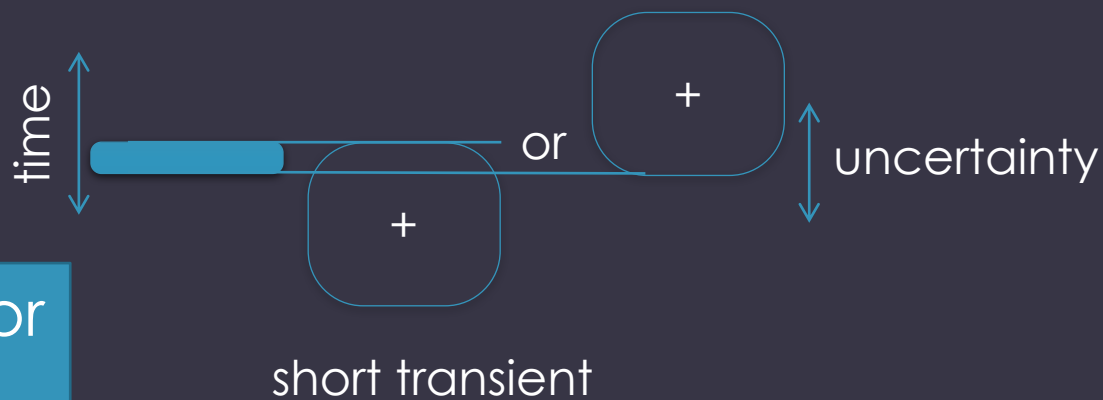 time
+
or
+
uncertainty
or
short transient